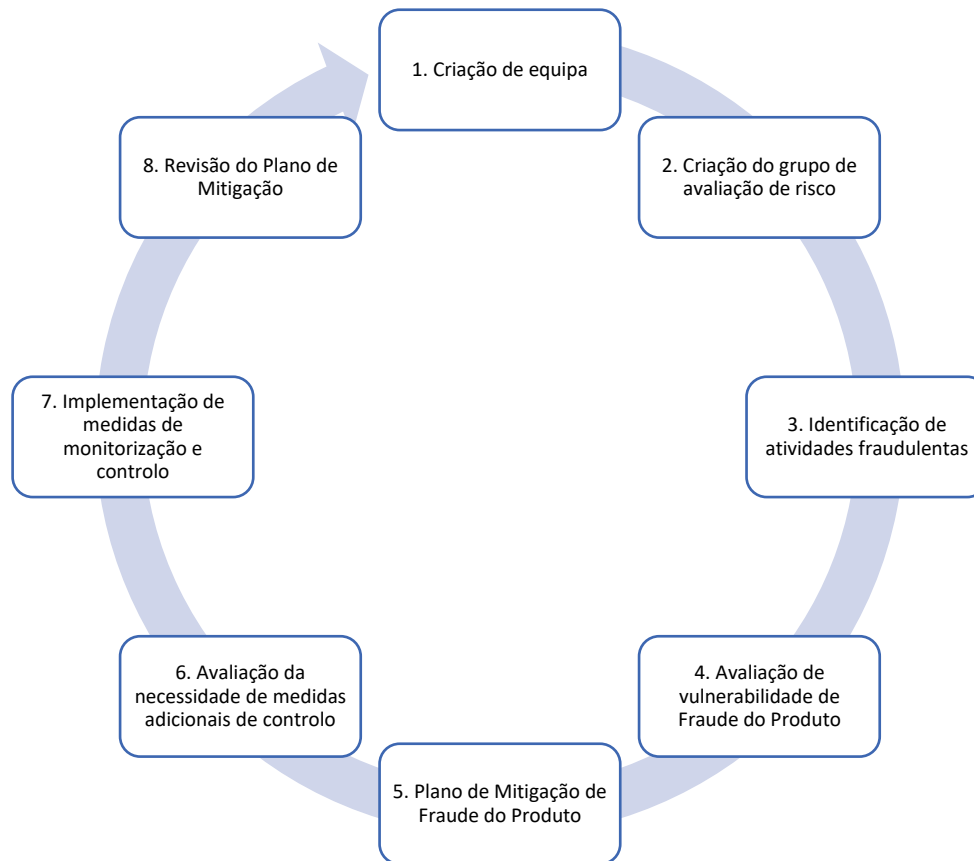 1. Criação de equipa
2. Criação do grupo de
avaliação de risco
3. Identificação de
atividades fraudulentas
4. Avaliação de
vulnerabilidade de
Fraude do Produto
5. Plano de Mitigação de
Fraude do Produto
6. Avaliação da
necessidade de medidas
adicionais de controlo
7. Implementação de
medidas de
monitorização e
controlo
8. Revisão do Plano de
Mitigação